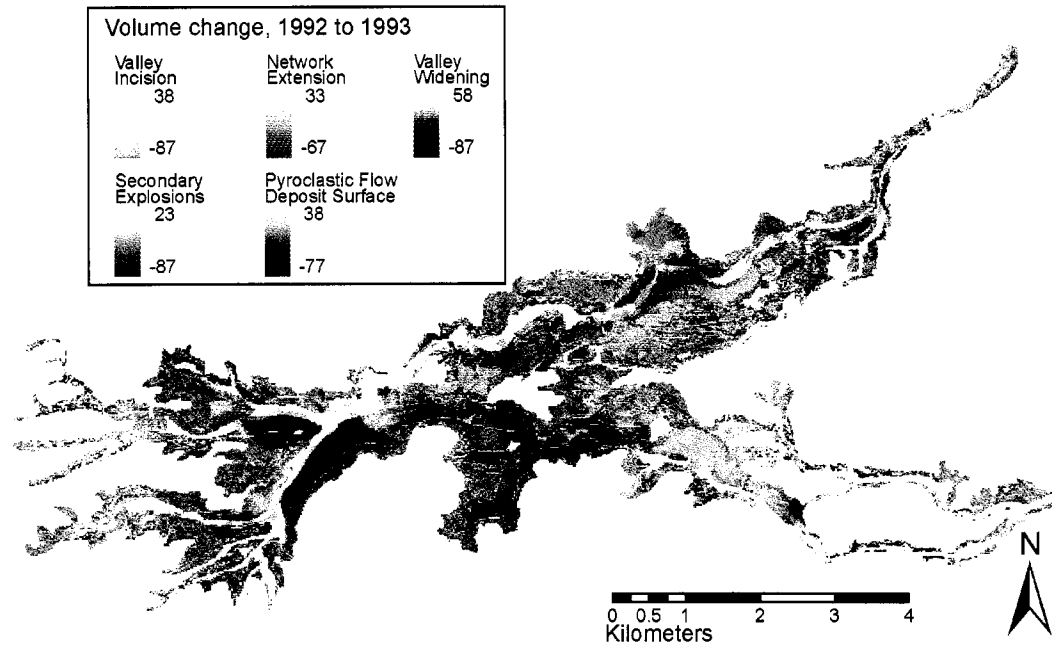 Volume change, 1992 to 1993
Valley
Incision
38
-87
Network
Extension
33
-67
Valley
Widening
58
-87
Secondary
Explosions
23
-87
Pyroclastic Flow
Deposit Surface
38
-77
N
0 0.5 1 2 3 4
Kilometers